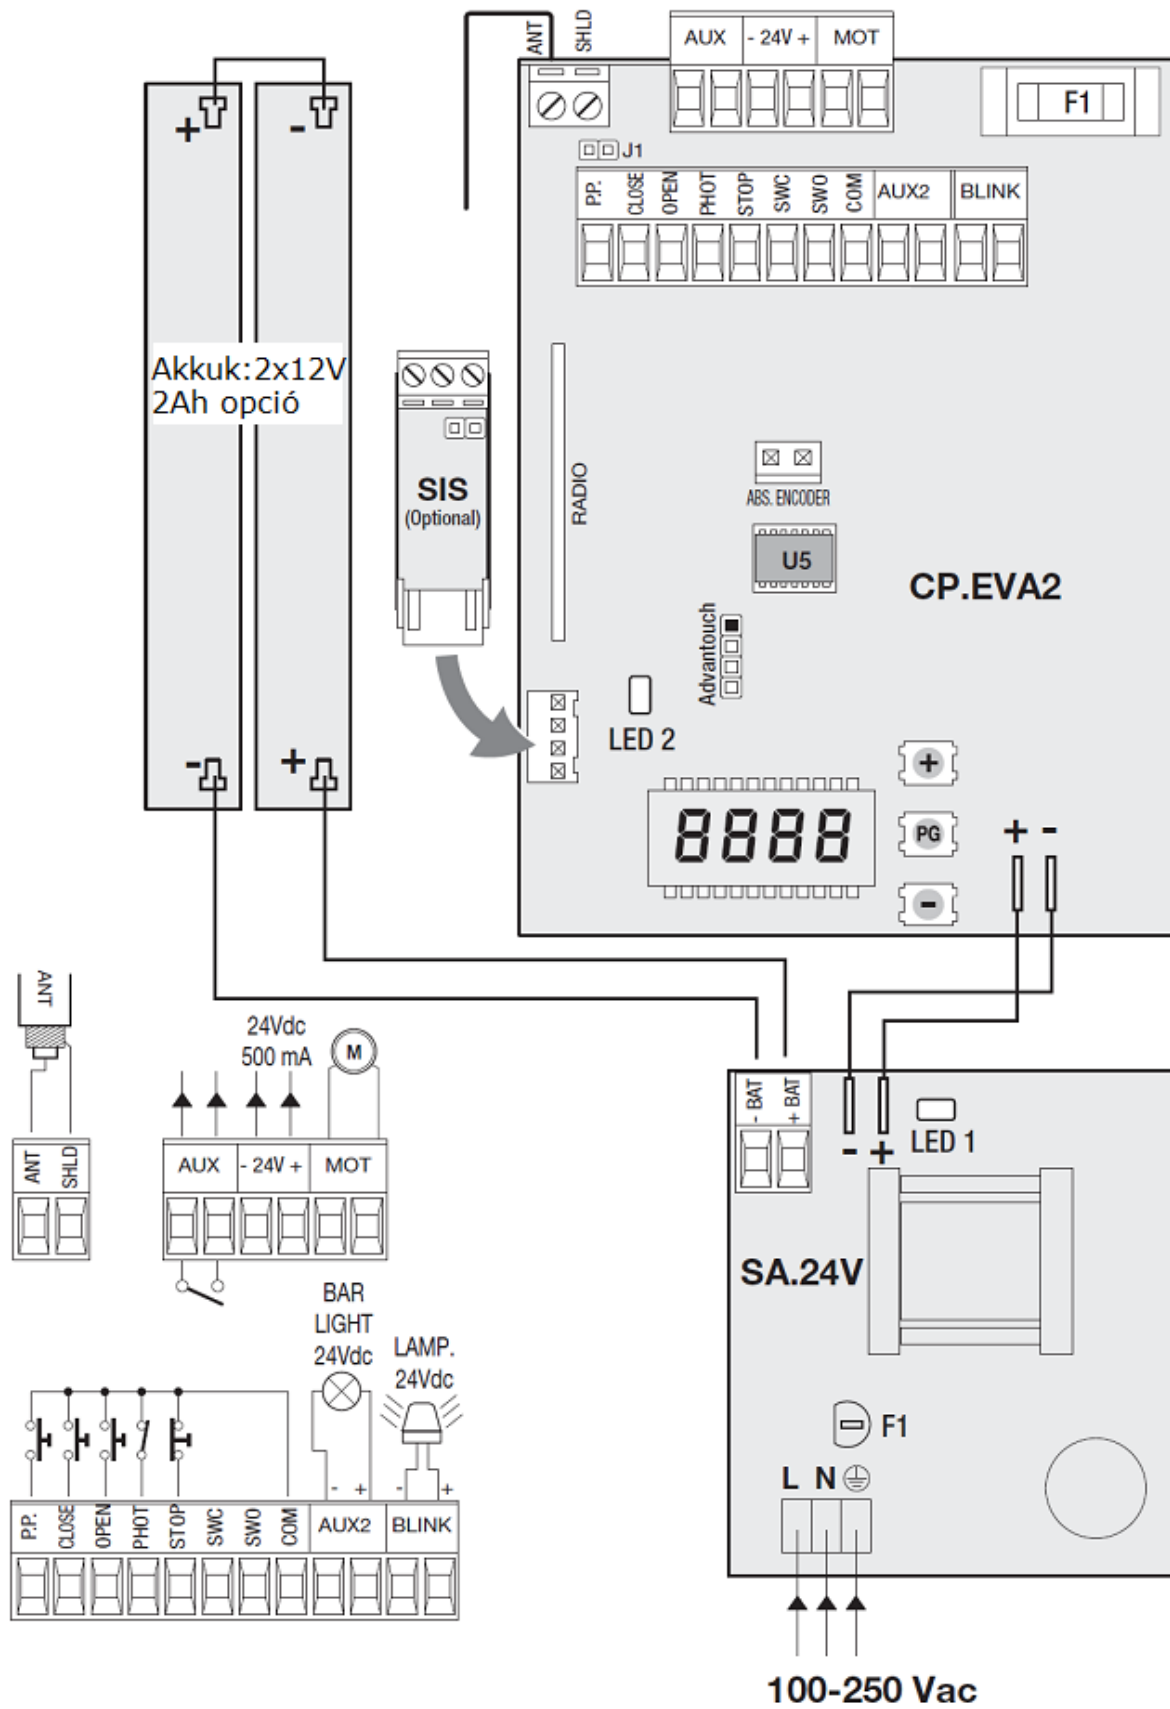 ANT
SHLD
AUX
- 24V +
MOT
F1
J1
P.P.
CLOSE
OPEN
PHOT
STOP
SWC
SWO
COM
AUX2
BLINK
+
-
Akkuk:2x12V
2Ah opció
-
+
SIS
(Optional)
RADIO
ABS. ENCODER
U5
CP.EVA2
Advantouch
LED 2
8888
+
PG
-
+ -
ANT
24Vdc
500 mA
M
ANT
SHLD
AUX
- 24V +
MOT
- BAT
+ BAT
- +
LED 1
SA.24V
BAR
LIGHT
24Vdc
LAMP.
24Vdc
- +
- +
P.P.
CLOSE
OPEN
PHOT
STOP
SWC
SWO
COM
AUX2
BLINK
F1
L N
100-250 Vac